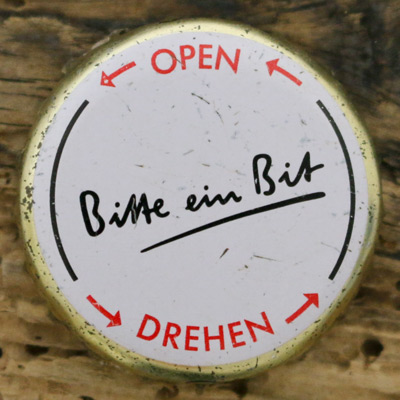 OPEN
Bitte ein Bit
DREHEN